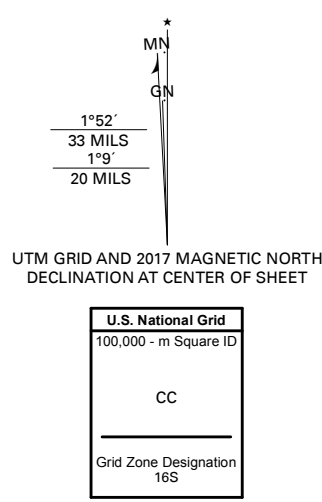 MN
GN
1°52´
33 MILS
1°9´
20 MILS
UTM GRID AND 2017 MAGNETIC NORTH
DECLINATION AT CENTER OF SHEET
U.S. National Grid
100,000 - m Square ID
CC
Grid Zone Designation
16S